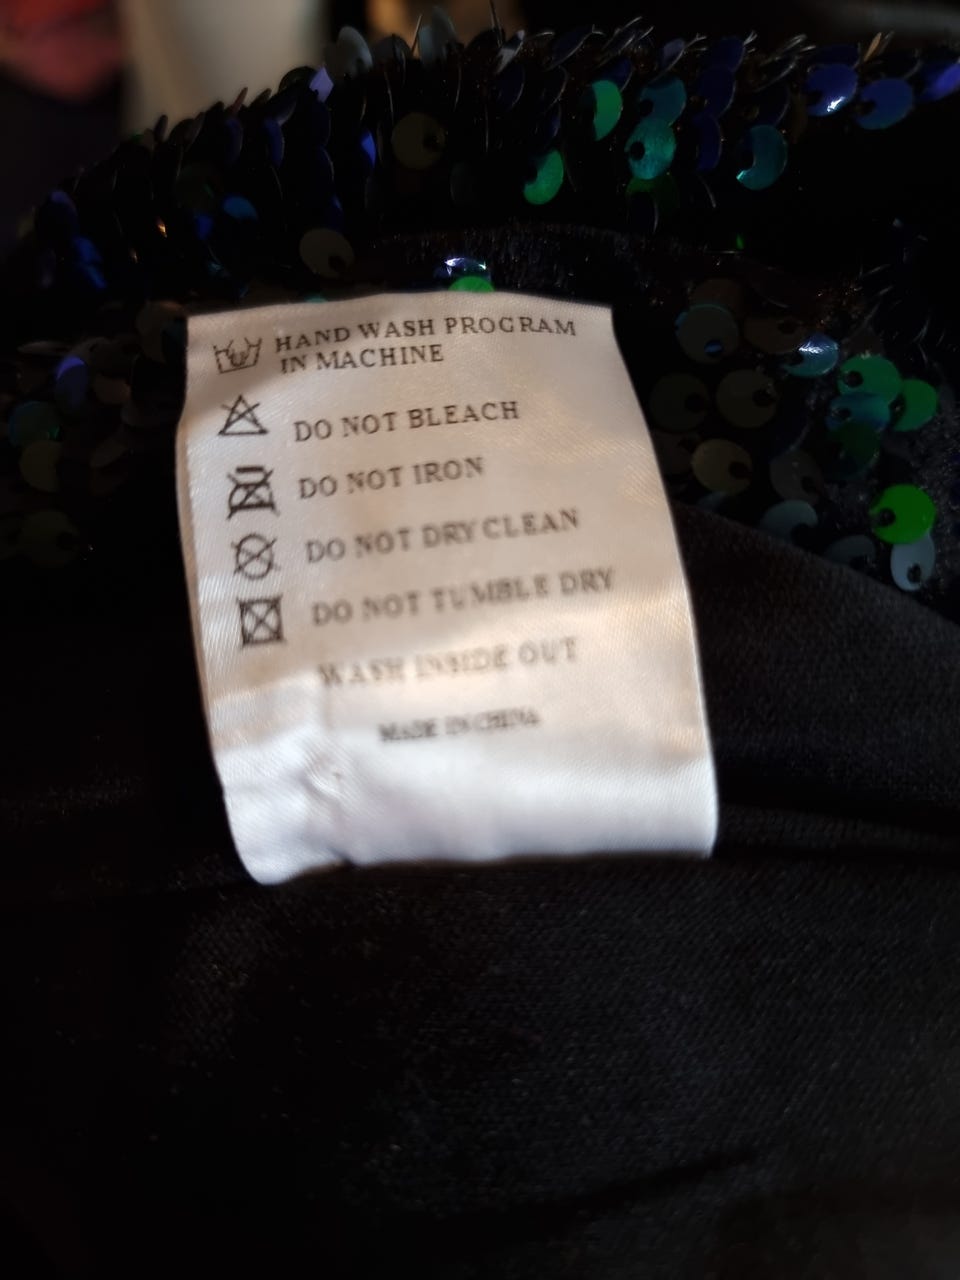 HAND WASH PROGRAM
IN MACHINE
DO NOT BLEACH
DO NOT IRON
DO NOT DRY CLEAN
DO NOT TUMBLE DRY
WASH INSIDE OUT
MADE IN CHINA